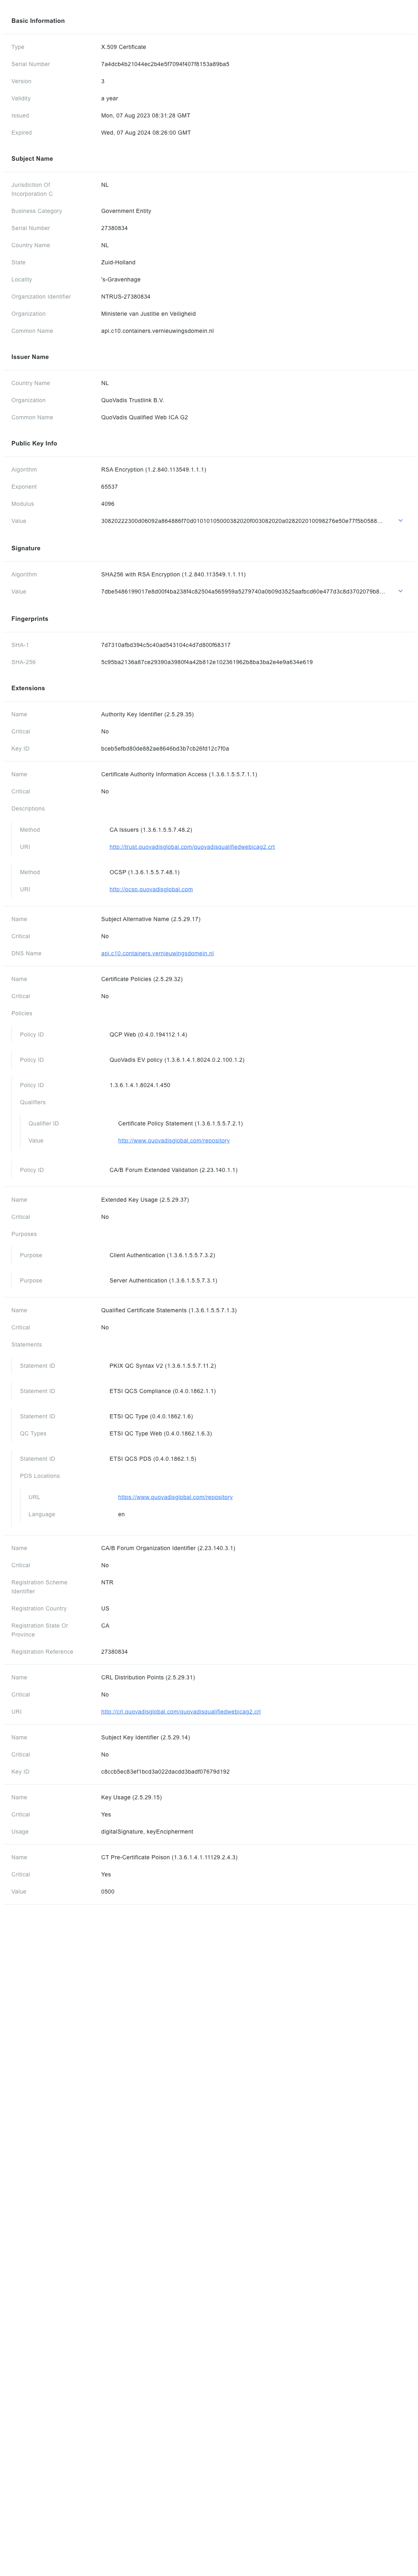 Basic Information
Type X.509 Certificate
Serial Number 7a4dcb4b21044ec2b4e5f7094f407f6153a89ba5
Version 3
Validity a year
Issued Mon, 07 Aug 2023 08:31:28 GMT
Expired Wed, 07 Aug 2024 08:26:00 GMT
Subject Name
Jurisdiction Of NL
Incorporation C
Business Category Government Entity
Serial Number 27380834
Country Name NL
State Zuid-Holland
Locality 's-Gravenhage
Organization Identifier NTRUS-27380834
Organization Ministerie van Justitie en Veiligheid
Common Name api.c10.containers.vernieuwingsdomein.nl
Issuer Name
Country Name NL
Organization QuoVadis Trustlink B.V.
Common Name QuoVadis Qualified Web ICA G2
Public Key Info
Algorithm RSA Encryption (1.2.840.113549.1.1.1)
Exponent 65537
Modulus 4096
Value 30820222300d06092a864886f70d01010105000382020f003082020a028202010098276e50e77f5b0588...
Signature
Algorithm SHA256 with RSA Encryption (1.2.840.113549.1.1.11)
Value 7dbe5486199017e8d00f4ba238f4c82504a565959a5279740a0b09d3525aafbcd60e477d3c8d3702079b8...
Fingerprints
SHA-1 7d7310afbd394c5c40ad543104c4d7d800f68317
SHA-256 5c95ba2136a87ce29390a3980f4a42b812e102361962b8ba3ba2e4e9a634e619
Extensions
Name Authority Key Identifier (2.5.29.35)
Critical No
Key ID bceb5efbd80de882ae8646bd3b7cb26fd12c7f0a
Name Certificate Authority Information Access (1.3.6.1.5.5.7.1.1)
Critical No
Descriptions
Method CA Issuers (1.3.6.1.5.5.7.48.2)
URI http://trust.quovadisglobal.com/quovadisqualifiedwebicag2.crt
Method OCSP (1.3.6.1.5.5.7.48.1)
URI http://ocsp.quovadisglobal.com
Name Subject Alternative Name (2.5.29.17)
Critical No
DNS Name api.c10.containers.vernieuwingsdomein.nl
Name Certificate Policies (2.5.29.32)
Critical No
Policies
Policy ID QCP Web (0.4.0.194112.1.4)
Policy ID QuoVadis EV policy (1.3.6.1.4.1.8024.0.2.100.1.2)
Policy ID 1.3.6.1.4.1.8024.1.450
Qualifiers
Qualifier ID Certificate Policy Statement (1.3.6.1.5.5.7.2.1)
Value http://www.quovadisglobal.com/repository
Policy ID CA/B Forum Extended Validation (2.23.140.1.1)
Name Extended Key Usage (2.5.29.37)
Critical No
Purposes
Purpose Client Authentication (1.3.6.1.5.5.7.3.2)
Purpose Server Authentication (1.3.6.1.5.5.7.3.1)
Name Qualified Certificate Statements (1.3.6.1.5.5.7.1.3)
Critical No
Statements
Statement ID PKIX QC Syntax V2 (1.3.6.1.5.5.7.11.2)
Statement ID ETSI QCS Compliance (0.4.0.1862.1.1)
Statement ID ETSI QC Type (0.4.0.1862.1.6)
QC Types ETSI QC Type Web (0.4.0.1862.1.6.3)
Statement ID ETSI QCS PDS (0.4.0.1862.1.5)
PDS Locations
URL https://www.quovadisglobal.com/repository
Language en
Name CA/B Forum Organization Identifier (2.23.140.3.1)
Critical No
Registration Scheme NTR
Identifier
Registration Country US
Registration State Or CA
Province
Registration Reference 27380834
Name CRL Distribution Points (2.5.29.31)
Critical No
URI http://crl.quovadisglobal.com/quovadisqualifiedwebicag2.crl
Name Subject Key Identifier (2.5.29.14)
Critical No
Key ID c8ccb5ec83ef1bcd3a022dacdd3badf07679d192
Name Key Usage (2.5.29.15)
Critical Yes
Usage digitalSignature, keyEncipherment
Name CT Pre-Certificate Poison (1.3.6.1.4.1.11129.2.4.3)
Critical Yes
Value 0500